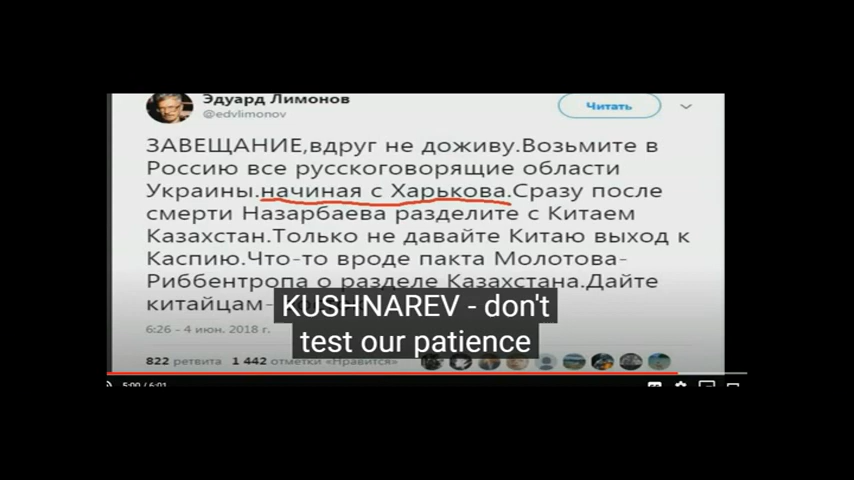 Эдуард Лимонов
@edvlimonov
Читать
ЗАВЕЩАНИЕ,вдруг не доживу.Возьмите в
Россию все русскоговорящие области
Украины.начиная с Харькова.Сразу после
смерти Назарбаева разделите с Китаем
Казахстан.Только не давайте Китаю выход к
Каспию.Что-то вроде пакта Молотова-
Риббентропа о разделе Казахстана.Дайте
китайцам-
KUSHNAREV - don't
test our patience
6:26 - 4 июн. 2018 г.
822 ретвита 1 442 отметки «Нравится»
5:00 / 6:01